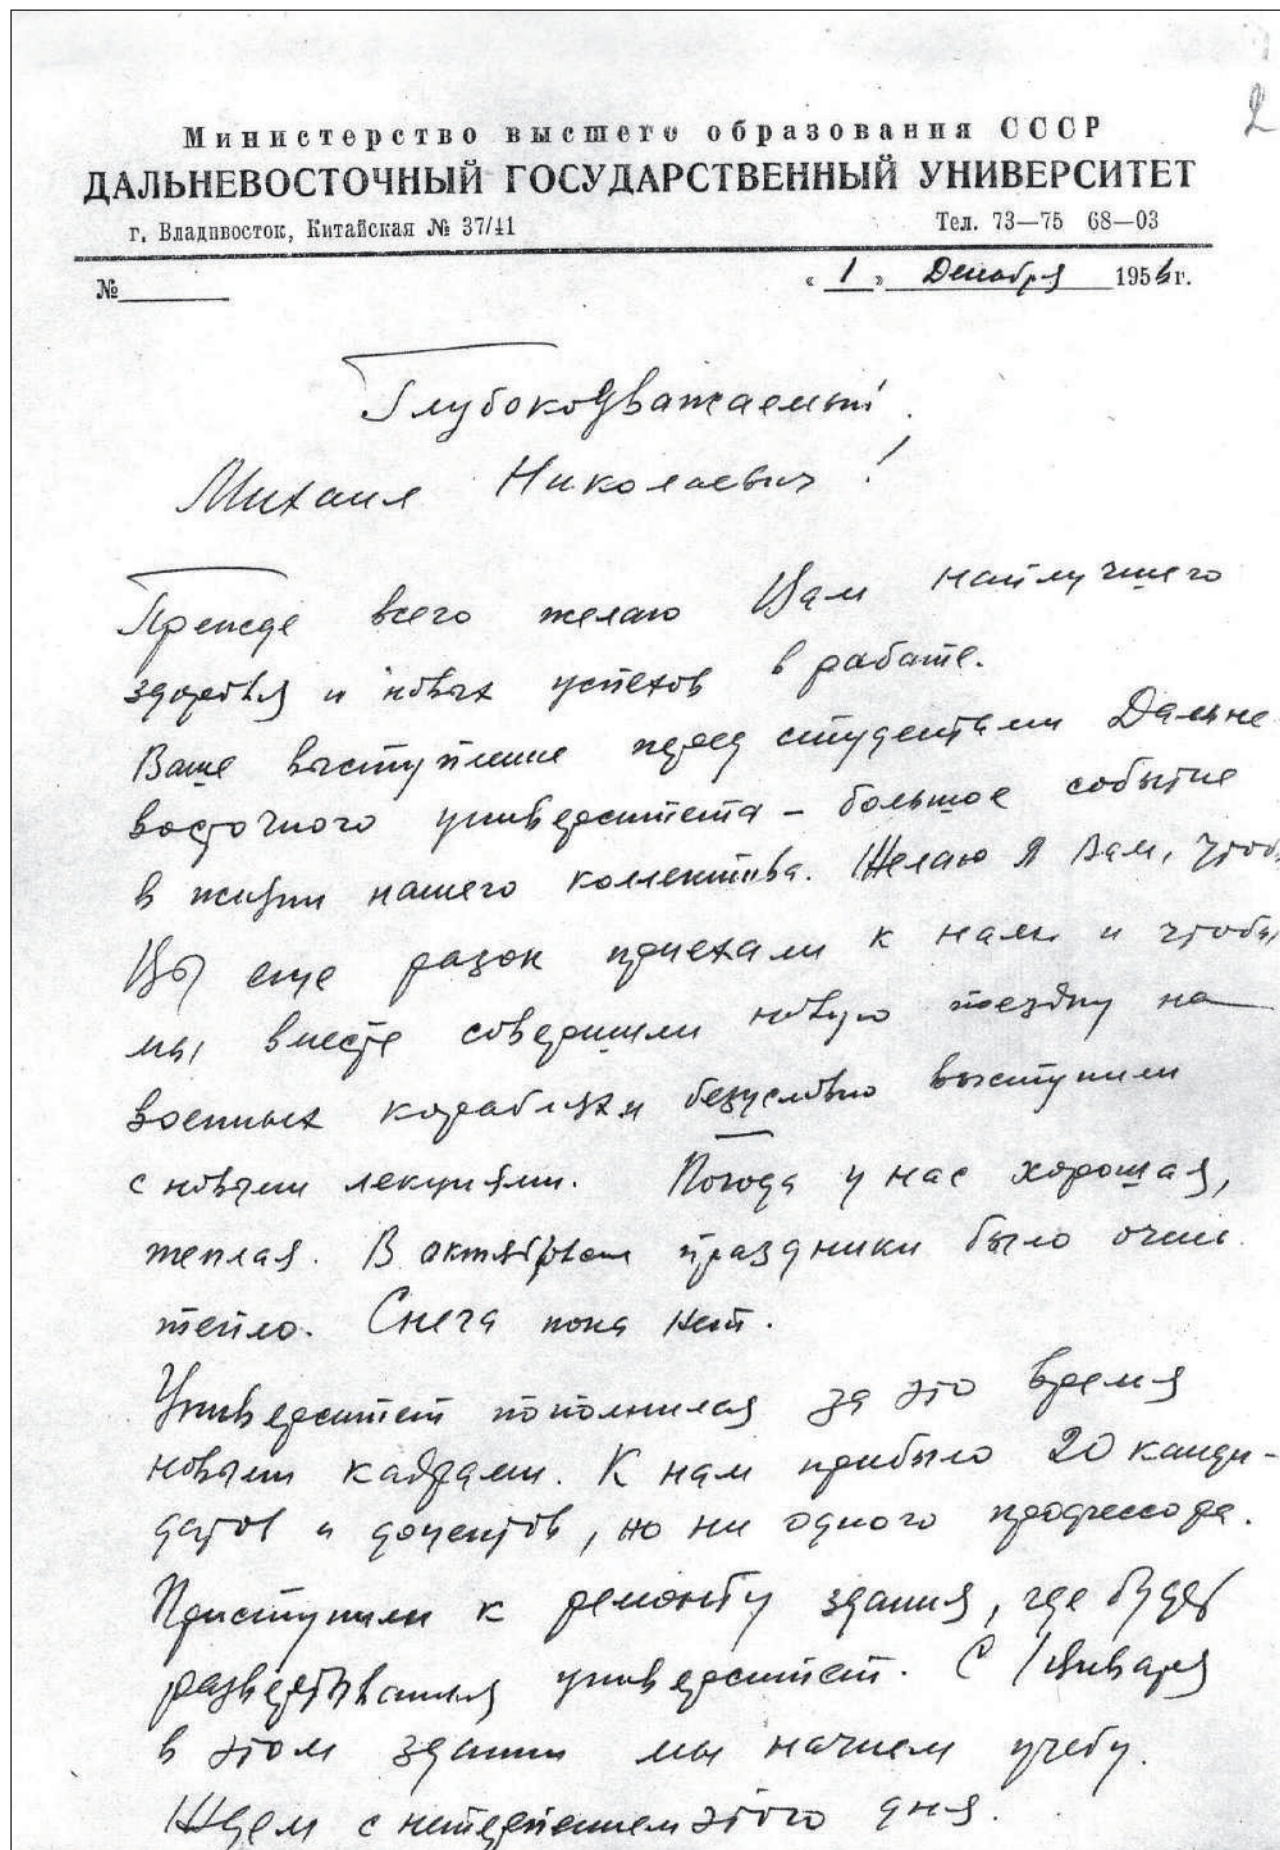 2
Министерство высшего образования СССР
ДАЛЬНЕВОСТОЧНЫЙ ГОСУДАРСТВЕННЫЙ УНИВЕРСИТЕТ
г. Владивосток, Китайская № 37/41 Тел. 73—75 68—03
№ « 1 » Декабря 1956 г.
Глубокоуважаемый
Михаил Николаевич!
Прежде всего желаю Вам наилучшего
здоровья и новых успехов в работе.
Ваше выступление перед студентами Дальне-
восточного университета – большое событие
в жизни нашего коллектива. Желаю я Вам, чтобы
Вы еще разок приехали к нам и чтобы
мы вместе совершили новую поездку на
военных кораблях и безусловно выступили
с новыми лекциями. Погода у нас хорошая,
теплая. В октябрьские праздники было очень
тепло. Снега пока нет.
Университет пополнился за это время
новыми кадрами. К нам прибыло 20 канди-
датов и доцентов, но ни одного профессора.
Приступили к ремонту здания, где будет
развертываться университет. С 1 января
в этом здании мы начнем учебу.
Ждем с нетерпением этого дня.